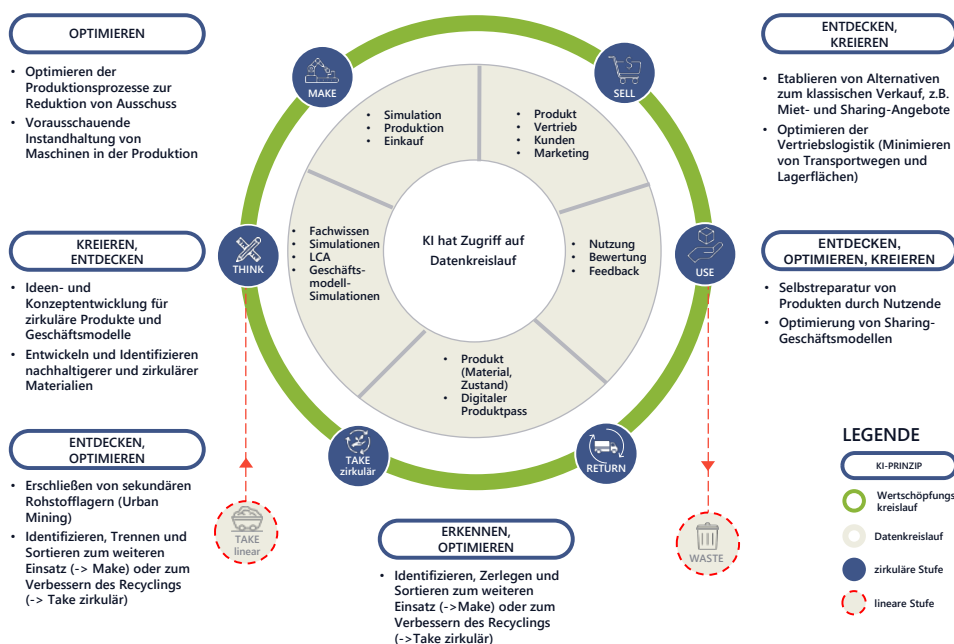 OPTIMIEREN
• Optimieren der
Produktionsprozesse zur
Reduktion von Ausschuss
• Vorausschauende
Instandhaltung von
Maschinen in der Produktion
KREIEREN,
ENTDECKEN
• Ideen- und
Konzeptentwicklung für
zirkuläre Produkte und
Geschäftsmodelle
• Entwickeln und Identifizieren
nachhaltigerer und zirkulärer
Materialien
ENTDECKEN,
OPTIMIEREN
• Erschließen von sekundären
Rohstofflagern (Urban
Mining)
• Identifizieren, Trennen und
Sortieren zum weiteren
Einsatz (-> Make) oder zum
Verbessern des Recyclings
(-> Take zirkulär)
MAKE
SELL
THINK
USE
TAKE
zirkulär
RETURN
TAKE
linear
WASTE
• Simulation
• Produktion
• Einkauf
• Produkt
• Vertrieb
• Kunden
• Marketing
• Fachwissen
• Simulationen
• LCA
• Geschäfts-
modell-
Simulationen
KI hat Zugriff auf
Datenkreislauf
• Nutzung
• Bewertung
• Feedback
• Produkt
(Material,
Zustand)
• Digitaler
Produktpass
ERKENNEN,
OPTIMIEREN
• Identifizieren, Zerlegen und
Sortieren zum weiteren
Einsatz (->Make) oder zum
Verbessern des Recyclings
(->Take zirkulär)
ENTDECKEN,
KREIEREN
• Etablieren von Alternativen
zum klassischen Verkauf, z.B.
Miet- und Sharing-Angebote
• Optimieren der
Vertriebslogistik (Minimieren
von Transportwegen und
Lagerflächen)
ENTDECKEN,
OPTIMIEREN, KREIEREN
• Selbstreparatur von
Produkten durch Nutzende
• Optimierung von Sharing-
Geschäftsmodellen
LEGENDE
KI-PRINZIP
Wertschöpfungs
kreislauf
Datenkreislauf
zirkuläre Stufe
lineare Stufe